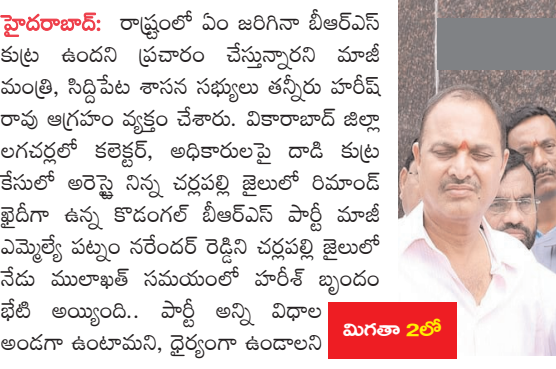 హైదరాబాద్: రాష్ట్రంలో ఏం జరిగినా బీఆర్ఎస్
కుట్ర ఉందని ప్రచారం చేస్తున్నారని మాజీ
మంత్రి, సిద్దిపేట శాసన సభ్యులు తన్నీరు హరీష్
రావు ఆగ్రహం వ్యక్తం చేశారు. వికారాబాద్ జిల్లా
లగచర్లలో కలెక్టర్, అధికారులపై దాడి కుట్ర
కేసులో అరెస్టై నిన్న చర్లపల్లి జైలులో రిమాండ్
ఖైదీగా ఉన్న కొడంగల్ బీఆర్ఎస్ పార్టీ మాజీ
ఎమ్మెల్యే పట్నం నరేందర్ రెడ్డిని చర్లపల్లి జైలులో
నేడు ములాఖత్ సమయంలో హరీశ్ బృందం
భేటీ అయ్యింది.. పార్టీ అన్ని విధాల
అండగా ఉంటామని, ధైర్యంగా ఉండాలని
మిగతా 2లో